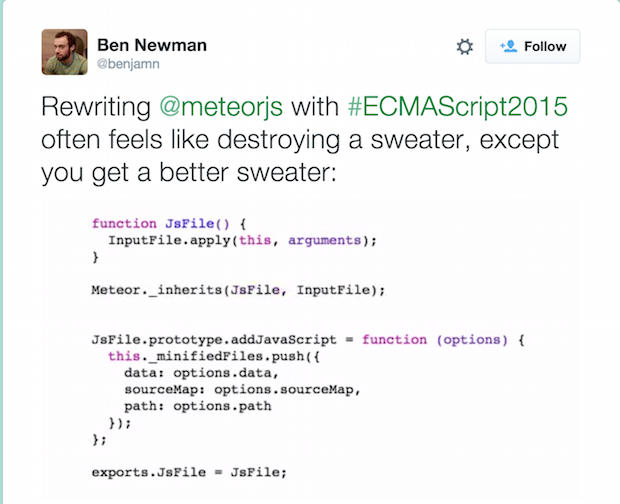 Ben Newman
@benjamn
Follow
Rewriting @meteorjs with #ECMAScript2015
often feels like destroying a sweater, except
you get a better sweater:
function JsFile() {
  InputFile.apply(this, arguments);
}
Meteor._inherits(JsFile, InputFile);
JsFile.prototype.addJavaScript = function (options) {
  this._minifiedFiles.push({
    data: options.data,
    sourceMap: options.sourceMap,
    path: options.path
  });
};
exports.JsFile = JsFile;